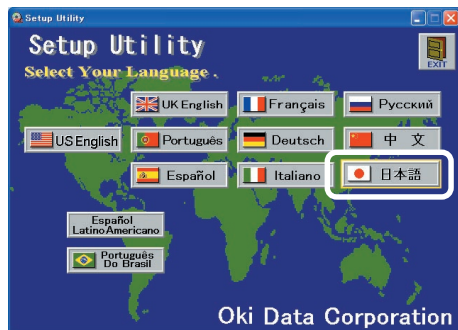 Setup Utility
Setup Utility
EXIT
Select Your Language .
UK English
Français
Русский
US English
Português
Deutsch
中 文
Español
Italiano
日本語
Español
Latino Americano
Português
Do Brasil
Oki Data Corporation